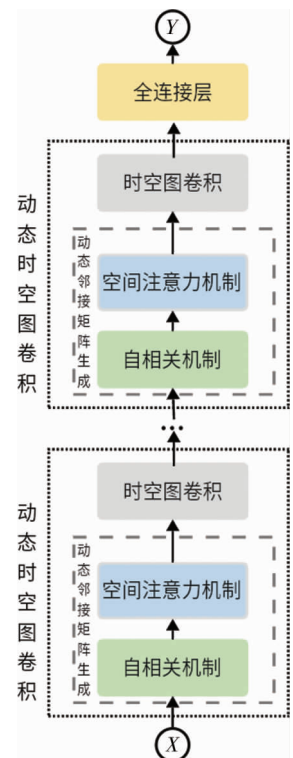 Y
全连接层
动态时空图卷积
时空图卷积
动态邻接矩阵生成
空间注意力机制
自相关机制
...
动态时空图卷积
时空图卷积
动态邻接矩阵生成
空间注意力机制
自相关机制
X